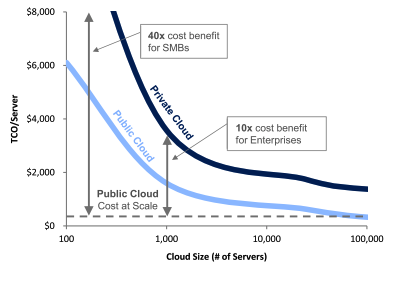 $8,000
$6,000
$4,000
$2,000
$0
TCO/Server
40x cost benefit
for SMBs
Private Cloud
Public Cloud
10x cost benefit
for Enterprises
Public Cloud
Cost at Scale
100
1,000
10,000
100,000
Cloud Size (# of Servers)